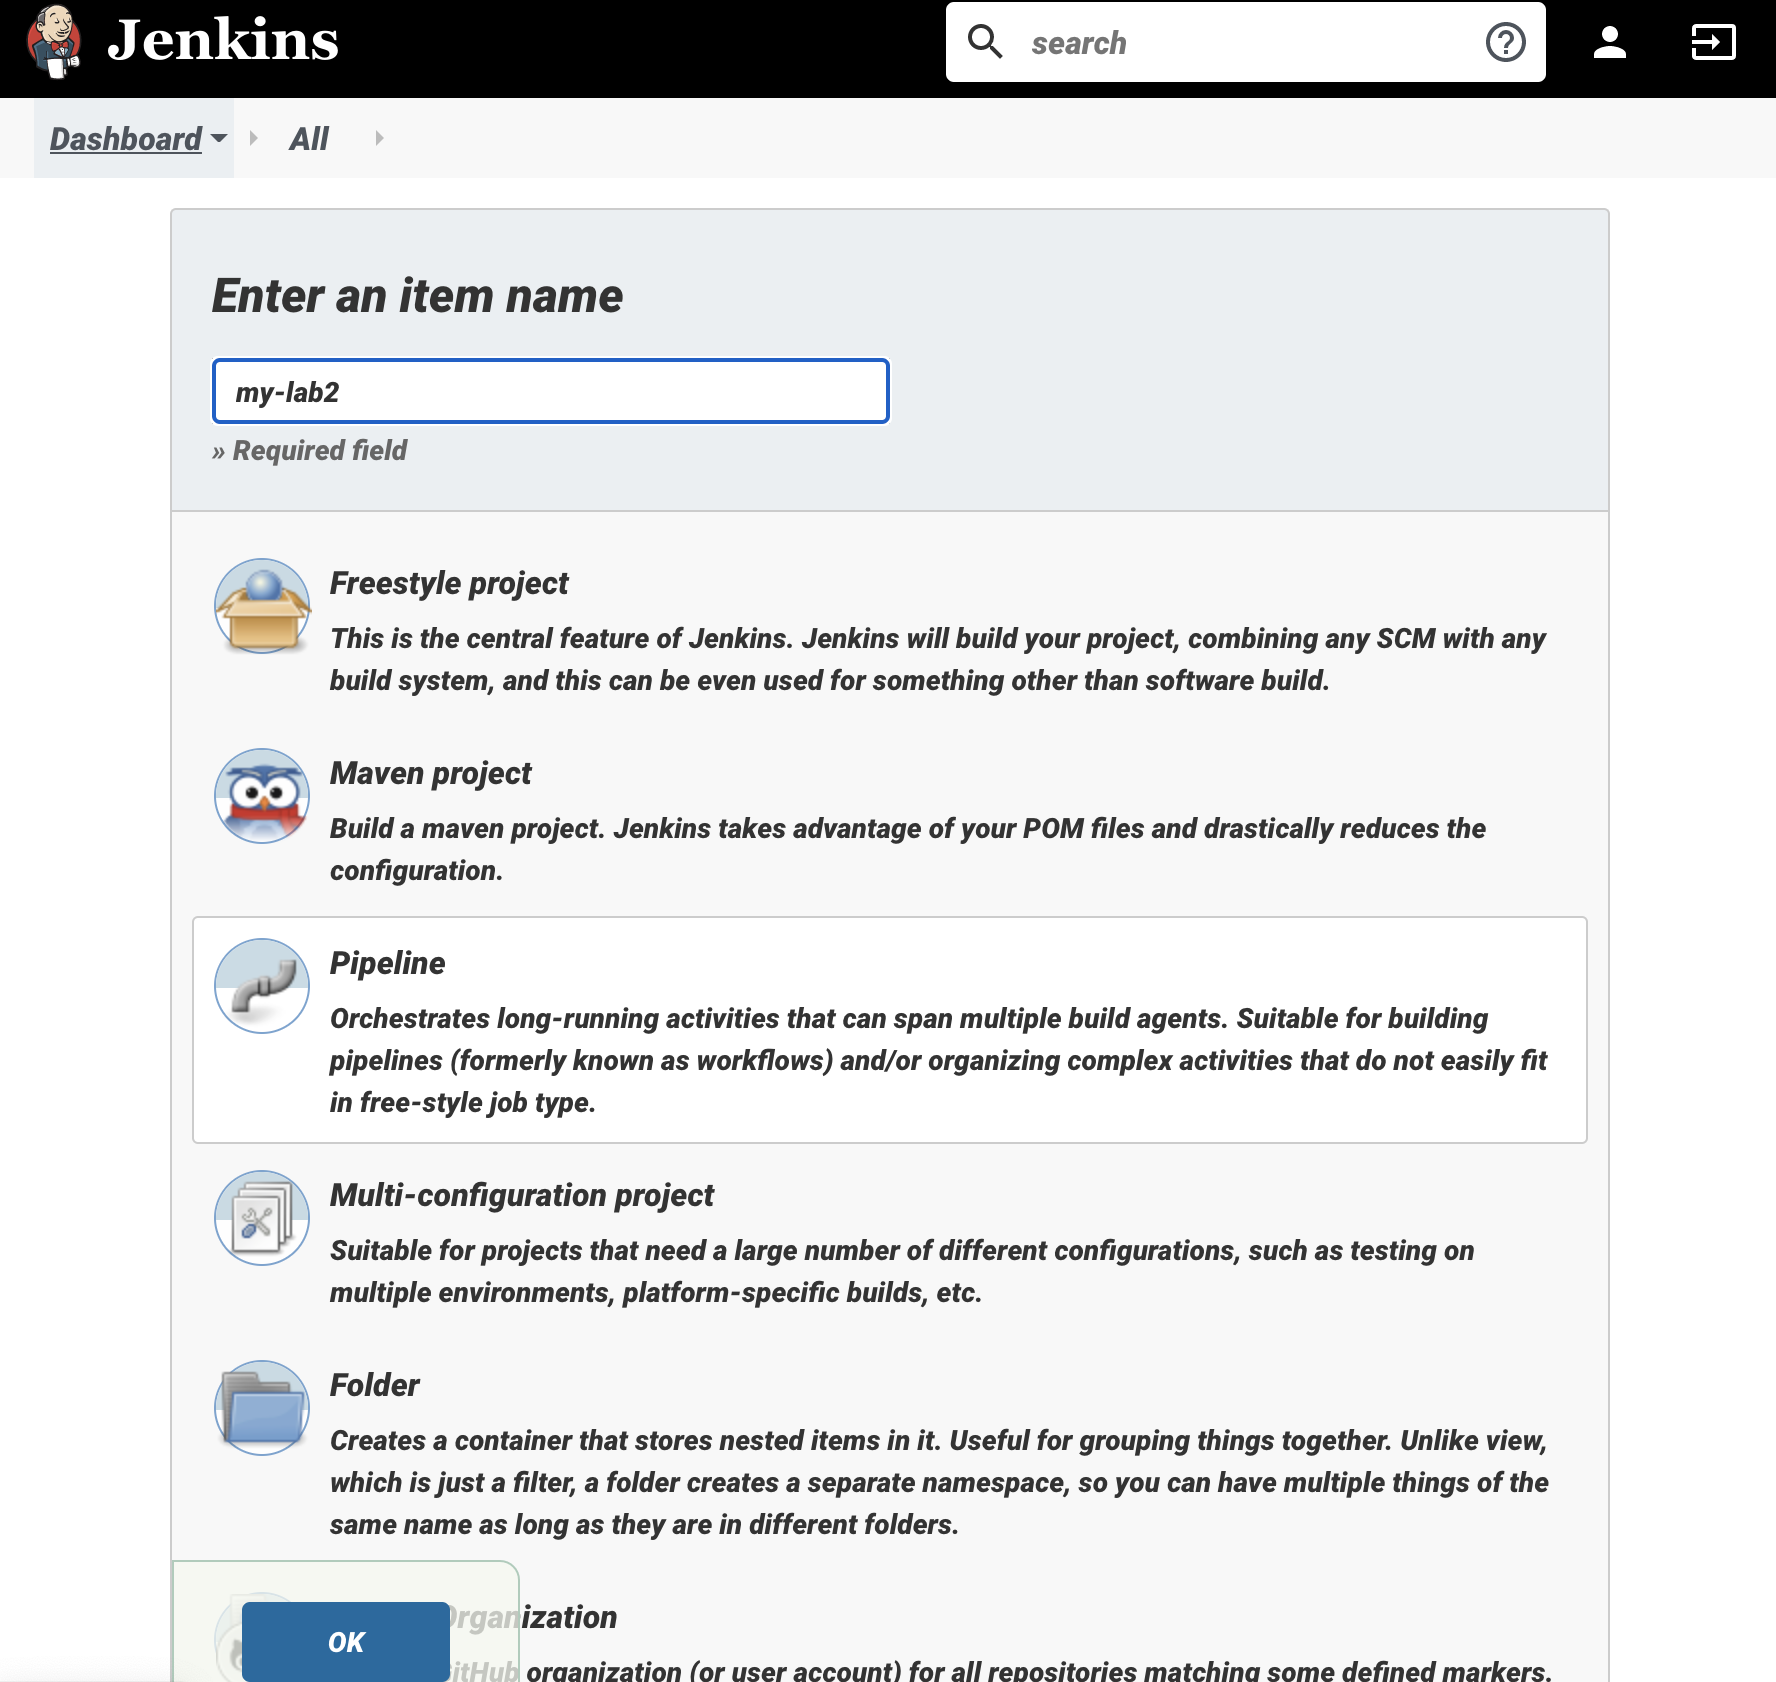 Jenkins
search
Dashboard
All
Enter an item name
my-lab2
» Required field
Freestyle project
This is the central feature of Jenkins. Jenkins will build your project, combining any SCM with any
build system, and this can be even used for something other than software build.
Maven project
Build a maven project. Jenkins takes advantage of your POM files and drastically reduces the
configuration.
Pipeline
Orchestrates long-running activities that can span multiple build agents. Suitable for building
pipelines (formerly known as workflows) and/or organizing complex activities that do not easily fit
in free-style job type.
Multi-configuration project
Suitable for projects that need a large number of different configurations, such as testing on
multiple environments, platform-specific builds, etc.
Folder
Creates a container that stores nested items in it. Useful for grouping things together. Unlike view,
which is just a filter, a folder creates a separate namespace, so you can have multiple things of the
same name as long as they are in different folders.
Organization
OK
GitHub organization (or user account) for all repositories matching some defined markers.